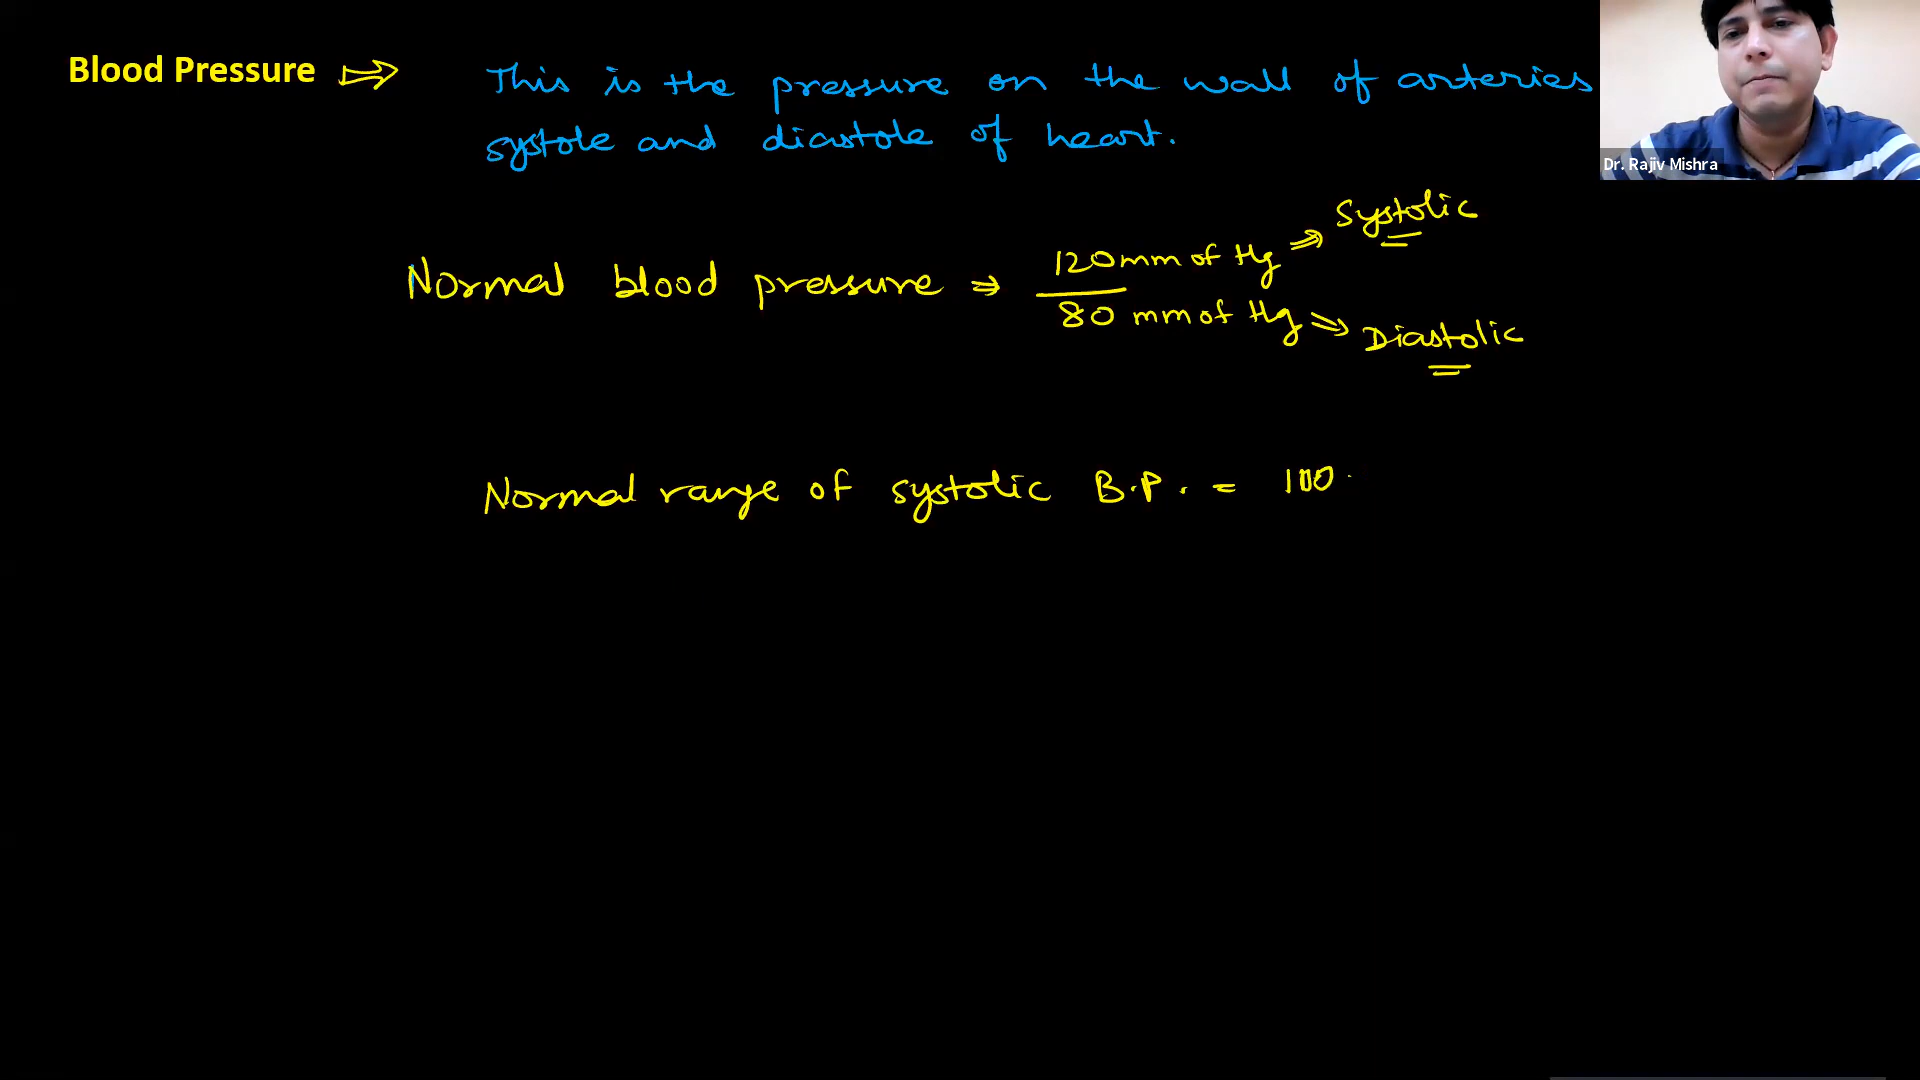 Blood Pressure ⇒ This is the pressure on the wall of arteries
systole and diastole of heart.
Dr. Rajiv Mishra
Normal blood pressure ⇒ 120 mm of Hg ⇒ Systolic
80 mm of Hg ⇒ Diastolic
Normal range of systolic B.P. = 100